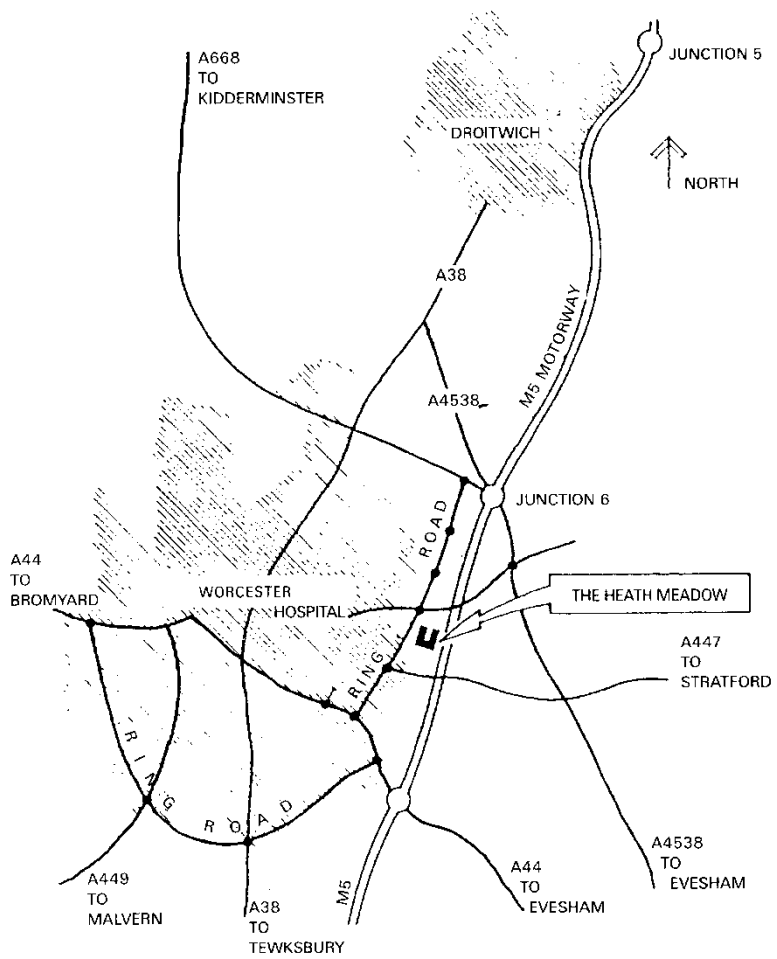 JUNCTION 5
A668
TO
KIDDERMINSTER
DROITWICH
NORTH
A38
M5 MOTORWAY
A4538
JUNCTION 6
RING ROAD
A44
TO
BROMYARD
WORCESTER
HOSPITAL
THE HEATH MEADOW
A447
TO
STRATFORD
RING ROAD
A4538
TO
EVESHAM
A449
TO
MALVERN
A38
TO
TEWKSBURY
M5
A44
TO
EVESHAM